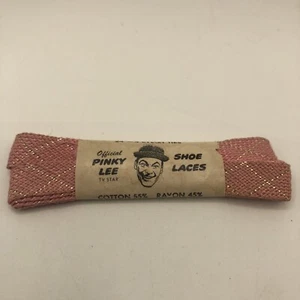 Official
PINKY
LEE
TV STAR
SHOE
LACES
COTTON 55% RAYON 45%